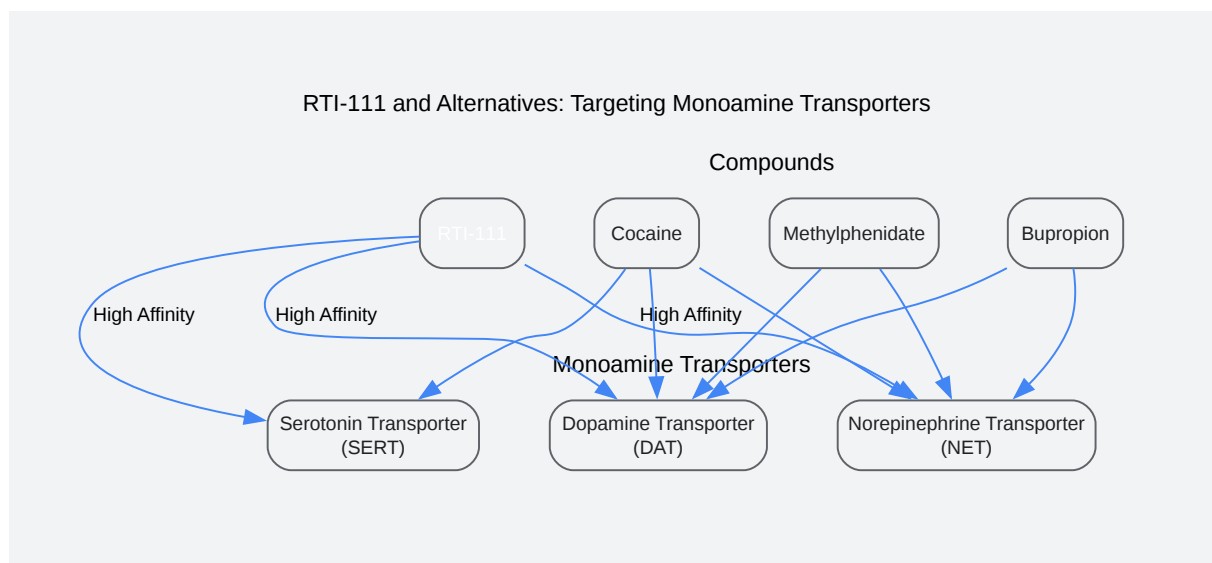 RTI-111 and Alternatives: Targeting Monoamine Transporters
Compounds
RTI-111
Cocaine
Methylphenidate
Bupropion
High Affinity
High Affinity
High Affinity
Monoamine Transporters
Serotonin Transporter
(SERT)
Dopamine Transporter
(DAT)
Norepinephrine Transporter
(NET)